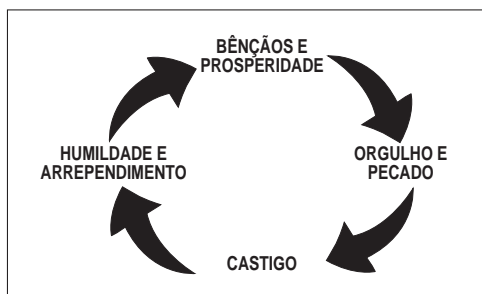 BÊNÇÃOS E
PROSPERIDADE
ORGULHO E
PECADO
CASTIGO
HUMILDADE E
ARREPENDIMENTO